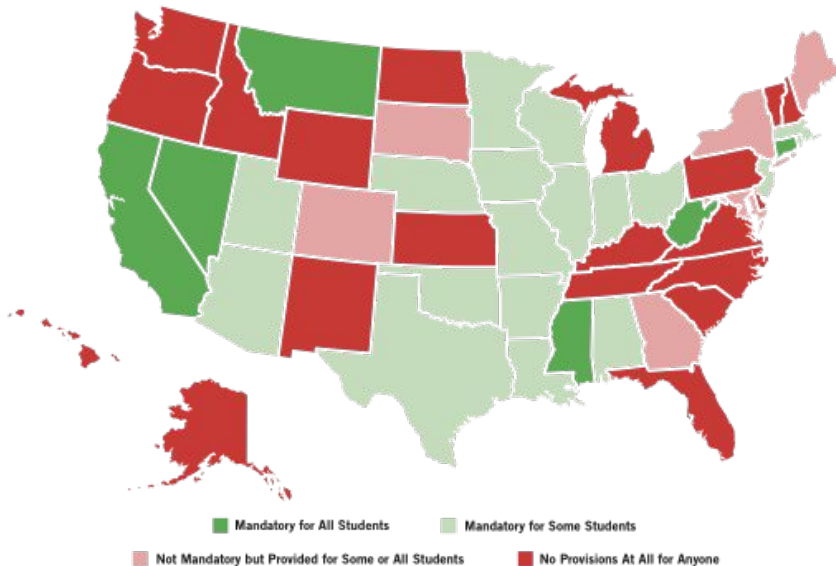 Mandatory for All Students Mandatory for Some Students
Not Mandatory but Provided for Some or All Students No Provisions At All for Anyone